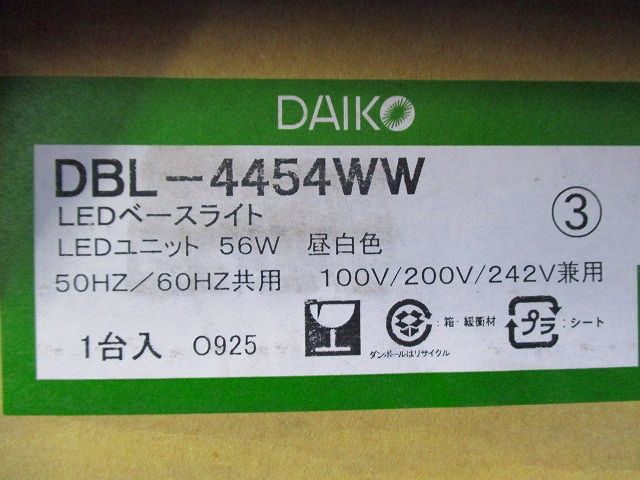 DAIKO
DBL-4454WW
LEDベースライト
③
LEDユニット 56W 昼白色
50HZ/60HZ共用 100V/200V/242V兼用
1台入 0925
:箱・緩衝材
ダンボールはリサイクル
プラ
:シート